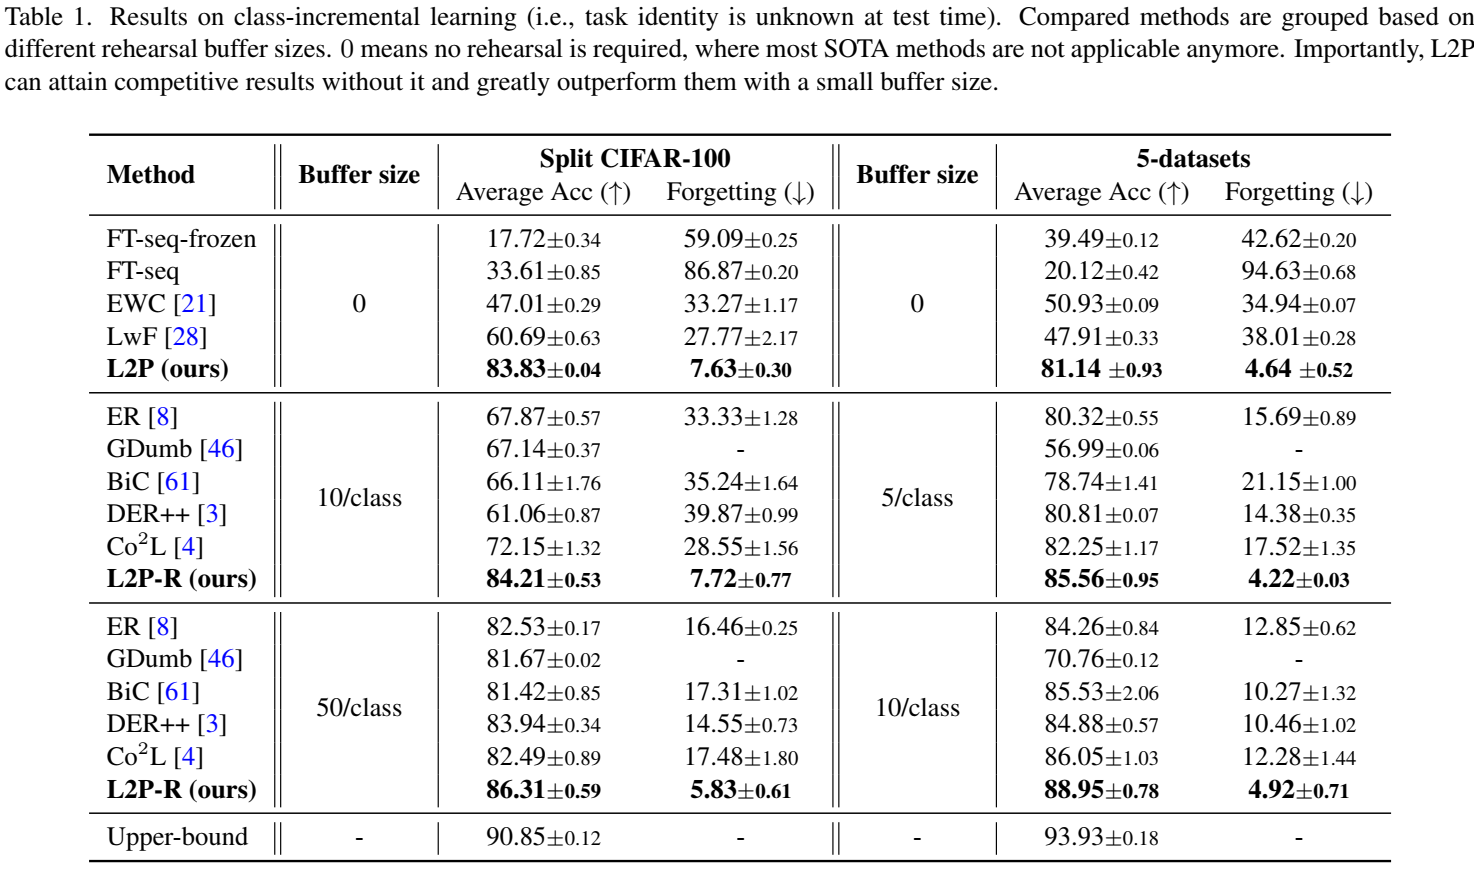 Table 1. Results on class-incremental learning (i.e., task identity is unknown at test time). Compared methods are grouped based on
different rehearsal buffer sizes. 0 means no rehearsal is required, where most SOTA methods are not applicable anymore. Importantly, L2P
can attain competitive results without it and greatly outperform them with a small buffer size.
Method Buffer size Split CIFAR-100 Buffer size 5-datasets
Average Acc (↑) Forgetting (↓) Average Acc (↑) Forgetting (↓)
FT-seq-frozen 17.72±0.34 59.09±0.25 39.49±0.12 42.62±0.20
FT-seq 33.61±0.85 86.87±0.20 20.12±0.42 94.63±0.68
EWC [21] 0 47.01±0.29 33.27±1.17 0 50.93±0.09 34.94±0.07
LwF [28] 60.69±0.63 27.77±2.17 47.91±0.33 38.01±0.28
L2P (ours) 83.83±0.04 7.63±0.30 81.14 ±0.93 4.64 ±0.52
ER [8] 67.87±0.57 33.33±1.28 80.32±0.55 15.69±0.89
GDumb [46] 67.14±0.37 - 56.99±0.06 -
BiC [61] 10/class 66.11±1.76 35.24±1.64 5/class 78.74±1.41 21.15±1.00
DER++ [3] 61.06±0.87 39.87±0.99 80.81±0.07 14.38±0.35
Co²L [4] 72.15±1.32 28.55±1.56 82.25±1.17 17.52±1.35
L2P-R (ours) 84.21±0.53 7.72±0.77 85.56±0.95 4.22±0.03
ER [8] 82.53±0.17 16.46±0.25 84.26±0.84 12.85±0.62
GDumb [46] 81.67±0.02 - 70.76±0.12 -
BiC [61] 50/class 81.42±0.85 17.31±1.02 10/class 85.53±2.06 10.27±1.32
DER++ [3] 83.94±0.34 14.55±0.73 84.88±0.57 10.46±1.02
Co²L [4] 82.49±0.89 17.48±1.80 86.05±1.03 12.28±1.44
L2P-R (ours) 86.31±0.59 5.83±0.61 88.95±0.78 4.92±0.71
Upper-bound - 90.85±0.12 - - 93.93±0.18 -